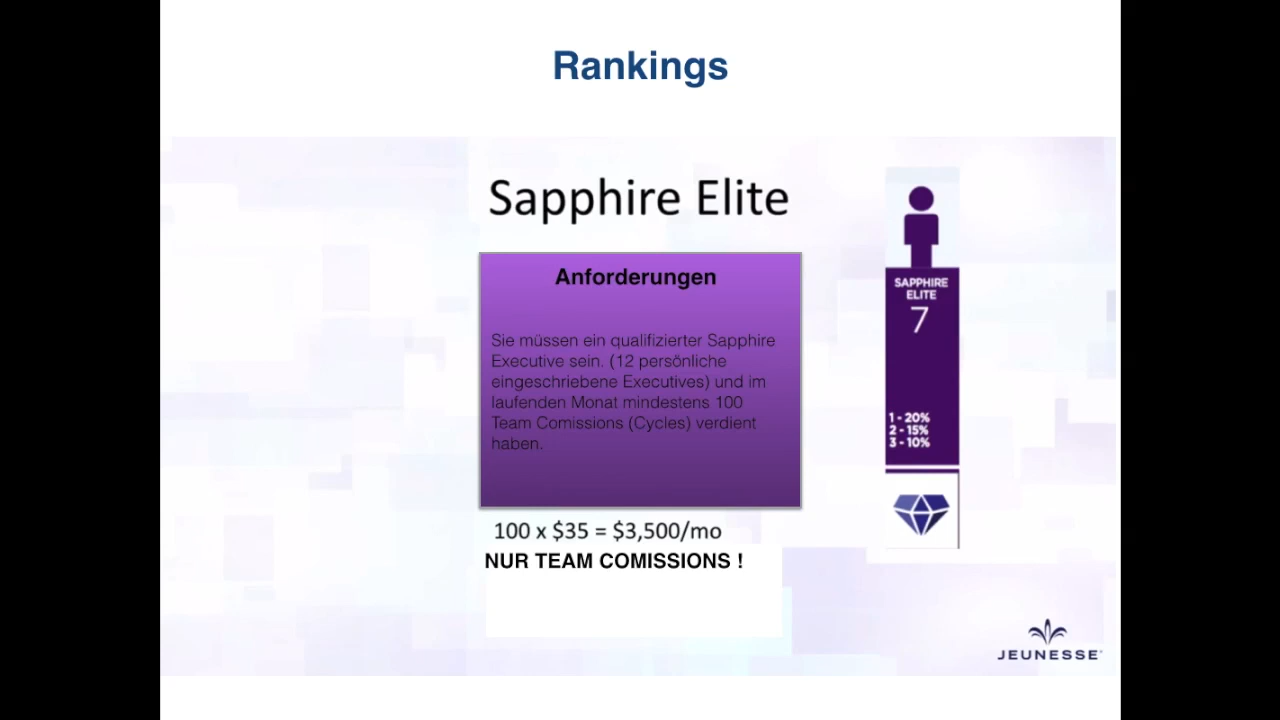 Rankings
Sapphire Elite
Anforderungen
Sie müssen ein qualifizierter Sapphire
Executive sein. (12 persönliche
eingeschriebene Executives) und im
laufenden Monat mindestens 100
Team Comissions (Cycles) verdient
haben.
100 x $35 = $3,500/mo
NUR TEAM COMISSIONS !
SAPPHIRE
ELITE
7
1 - 20%
2 - 15%
3 - 10%
JEUNESSE